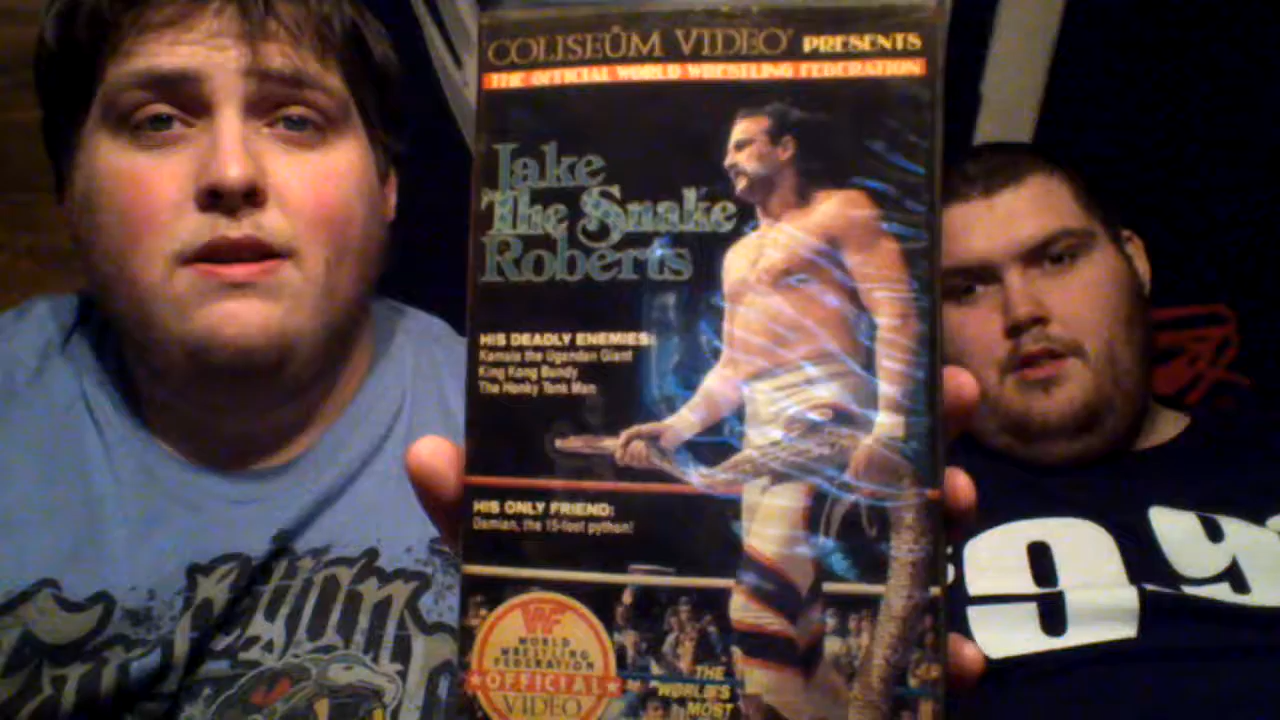 COLISEUM VIDEO PRESENTS
THE OFFICIAL WORLD WRESTLING FEDERATION
Jake
The Snake
Roberts
HIS DEADLY ENEMIES:
Kamala the Ugandan Giant
King Kong Bundy
The Honky Tonk Man
HIS ONLY FRIEND:
Damian, the 15-foot python!
WF
WORLD
WRESTLING
FEDERATION
OFFICIAL
VIDEO
THE
"WORLD'S
MOST
99